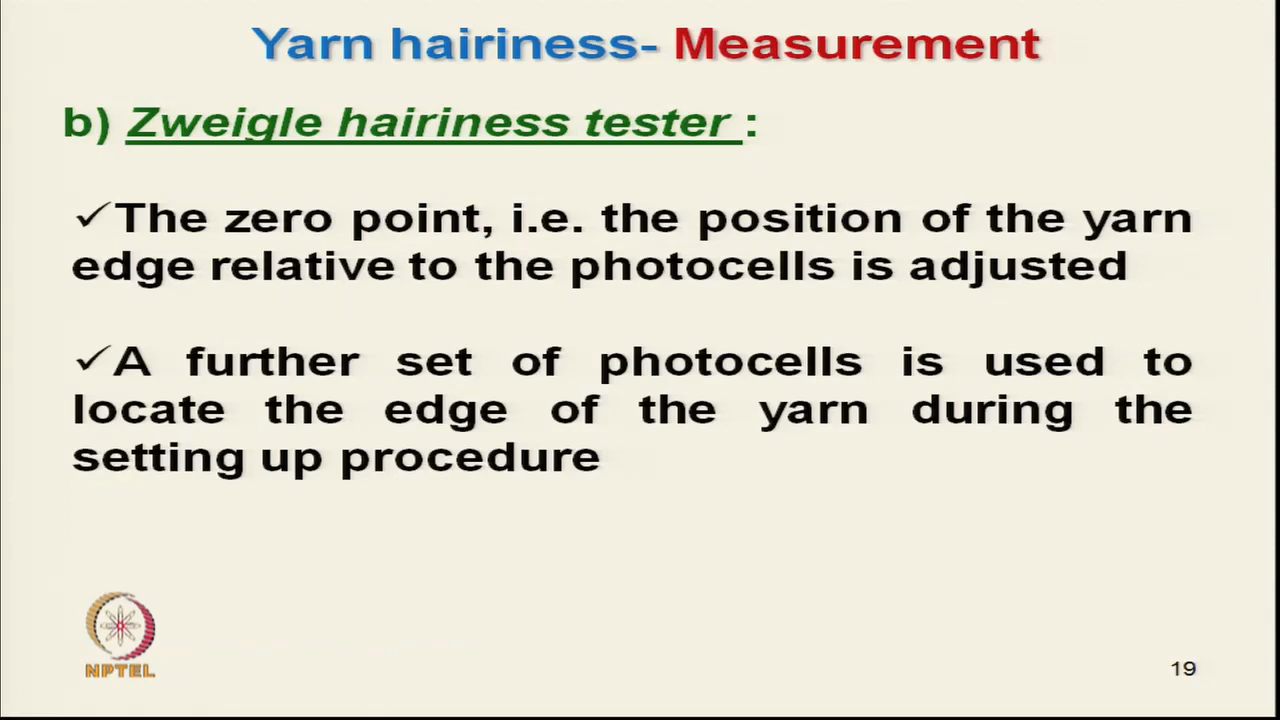 Yarn hairiness- Measurement
b) Zweigle hairiness tester :
✓The zero point, i.e. the position of the yarn
edge relative to the photocells is adjusted
✓A further set of photocells is used to
locate the edge of the yarn during the
setting up procedure
NPTEL
19